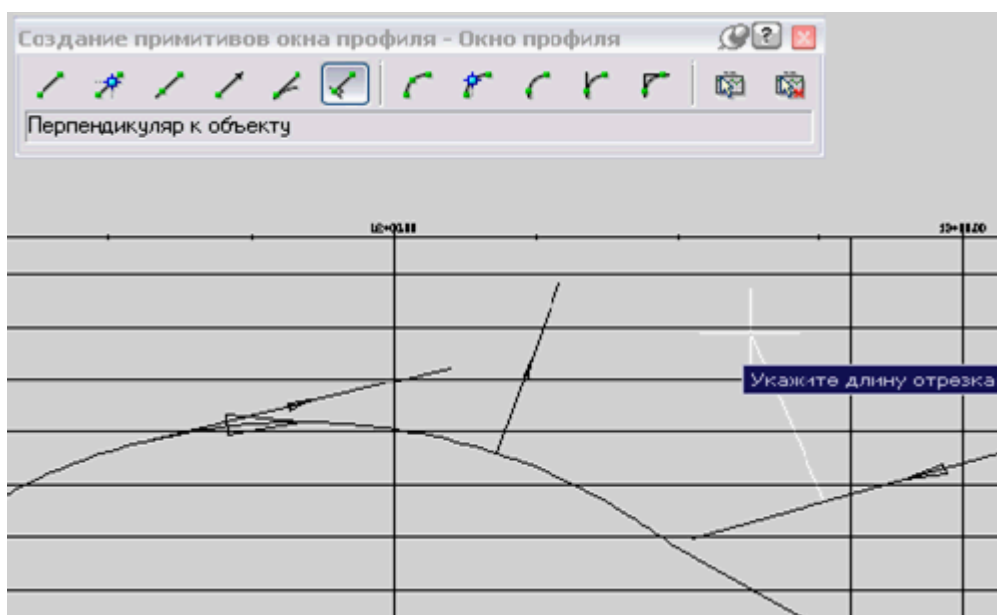 Создание примитивов окна профиля - Окно профиля
Перпендикуляр к объекту
Укажите длину отрезка